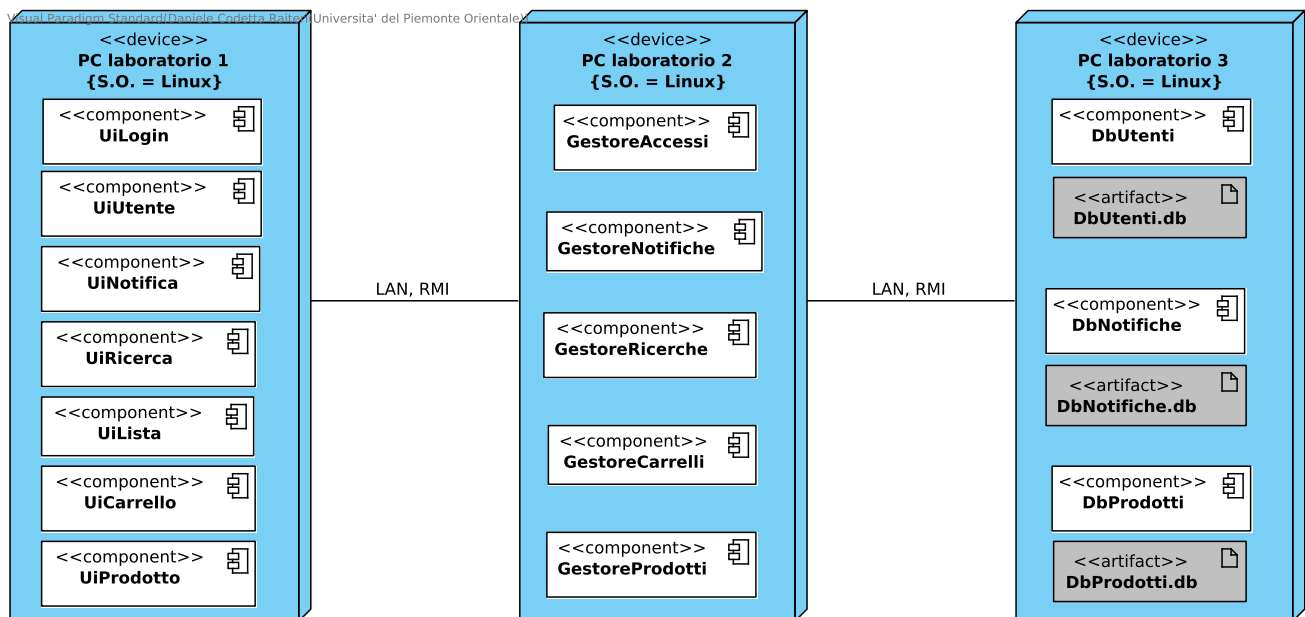 Visual Paradigm Standard(Daniele Codetta Raiteri(Universita' del Piemonte Orientale))
<<device>>
PC laboratorio 1
{S.O. = Linux}
<<component>>
UiLogin
<<component>>
UiUtente
<<component>>
UiNotifica
<<component>>
UiRicerca
<<component>>
UiLista
<<component>>
UiCarrello
<<component>>
UiProdotto
LAN, RMI
<<device>>
PC laboratorio 2
{S.O. = Linux}
<<component>>
GestoreAccessi
<<component>>
GestoreNotifiche
<<component>>
GestoreRicerche
<<component>>
GestoreCarrelli
<<component>>
GestoreProdotti
LAN, RMI
<<device>>
PC laboratorio 3
{S.O. = Linux}
<<component>>
DbUtenti
<<artifact>>
DbUtenti.db
<<component>>
DbNotifiche
<<artifact>>
DbNotifiche.db
<<component>>
DbProdotti
<<artifact>>
DbProdotti.db